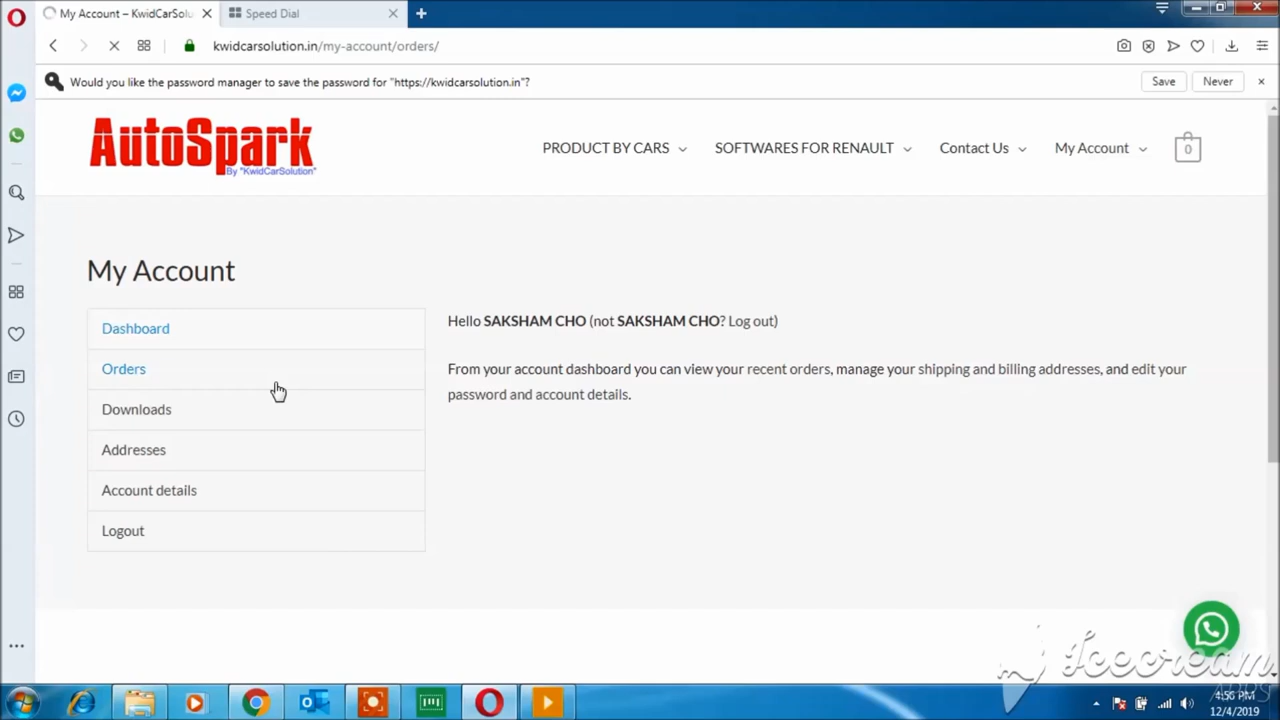 My Account – KwidCarSolu
Speed Dial
kwidcarsolution.in/my-account/orders/
Would you like the password manager to save the password for "https://kwidcarsolution.in"?
Save
Never
AutoSpark
By "KwidCarSolution"
PRODUCT BY CARS
SOFTWARES FOR RENAULT
Contact Us
My Account
0
My Account
Dashboard
Orders
Downloads
Addresses
Account details
Logout
Hello SAKSHAM CHO (not SAKSHAM CHO? Log out)
From your account dashboard you can view your recent orders, manage your shipping and billing addresses, and edit your
password and account details.
Icecream
APPS
4:56 PM
12/4/2019